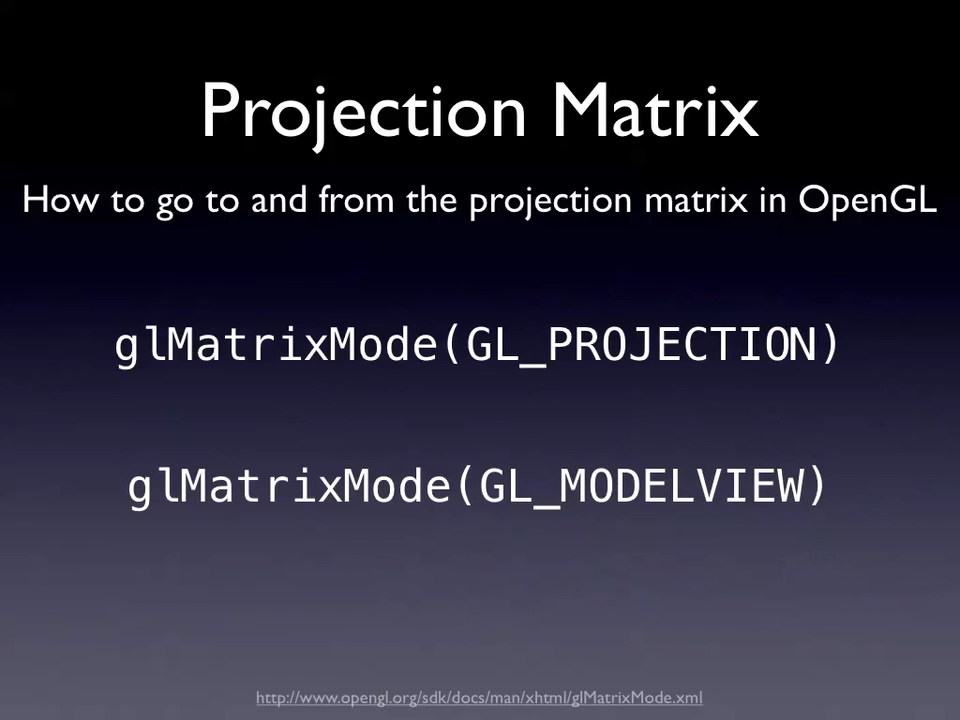 Projection Matrix
How to go to and from the projection matrix in OpenGL
glMatrixMode(GL_PROJECTION)
glMatrixMode(GL_MODELVIEW)
http://www.opengl.org/sdk/docs/man/xhtml/glMatrixMode.xml